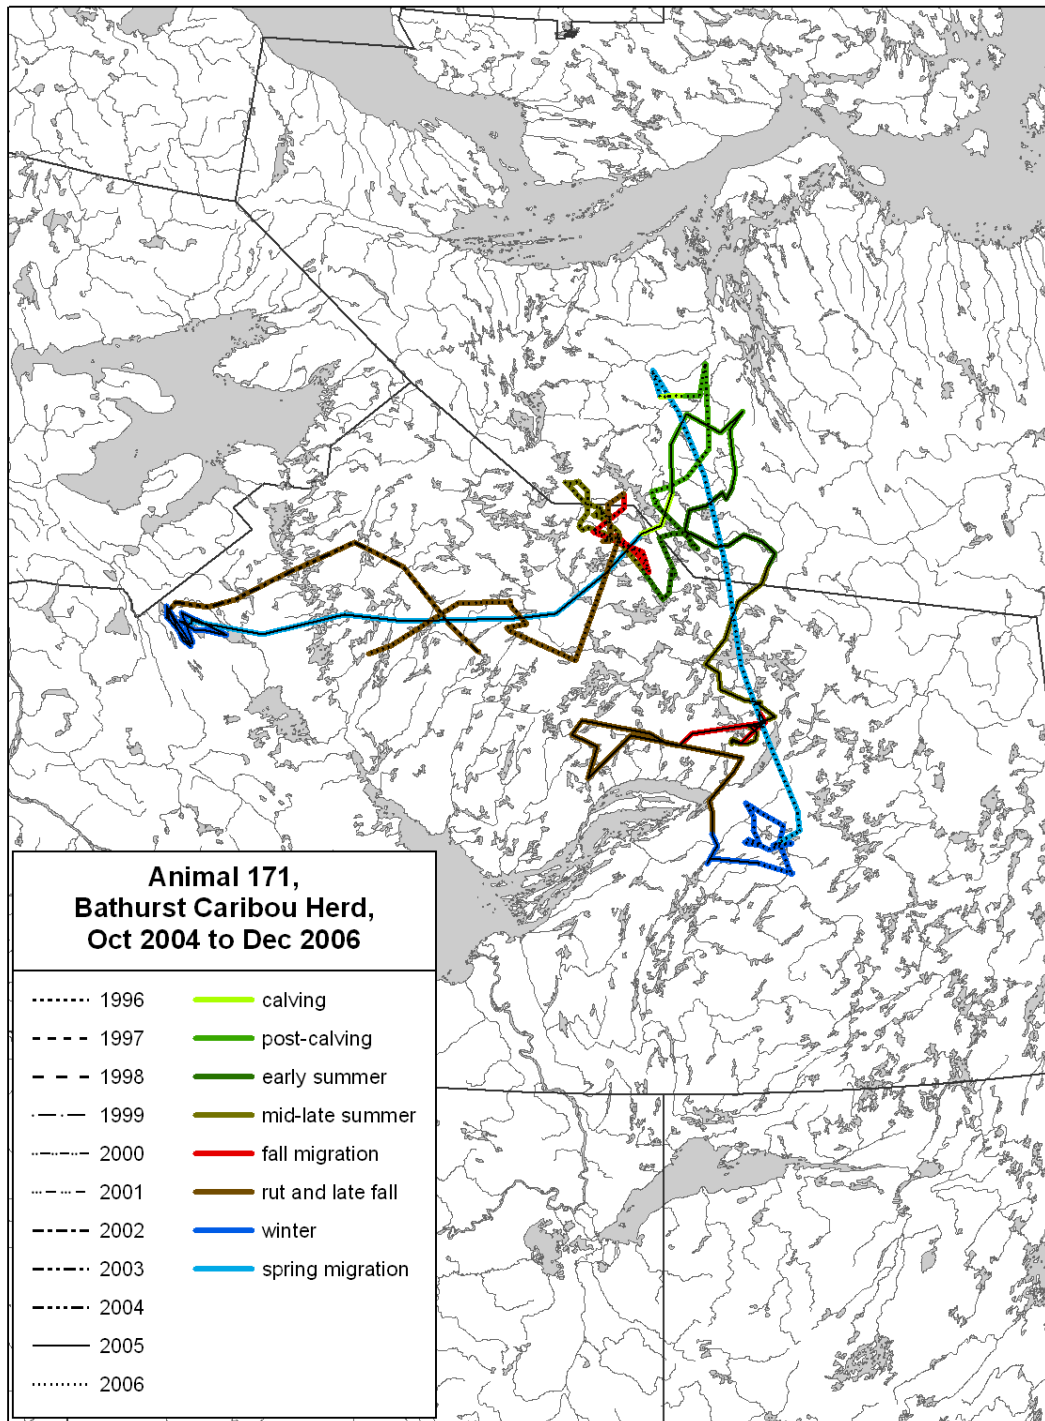 Animal 171,
Bathurst Caribou Herd,
Oct 2004 to Dec 2006
1996
1997
1998
1999
2000
2001
2002
2003
2004
2005
2006
calving
post-calving
early summer
mid-late summer
fall migration
rut and late fall
winter
spring migration